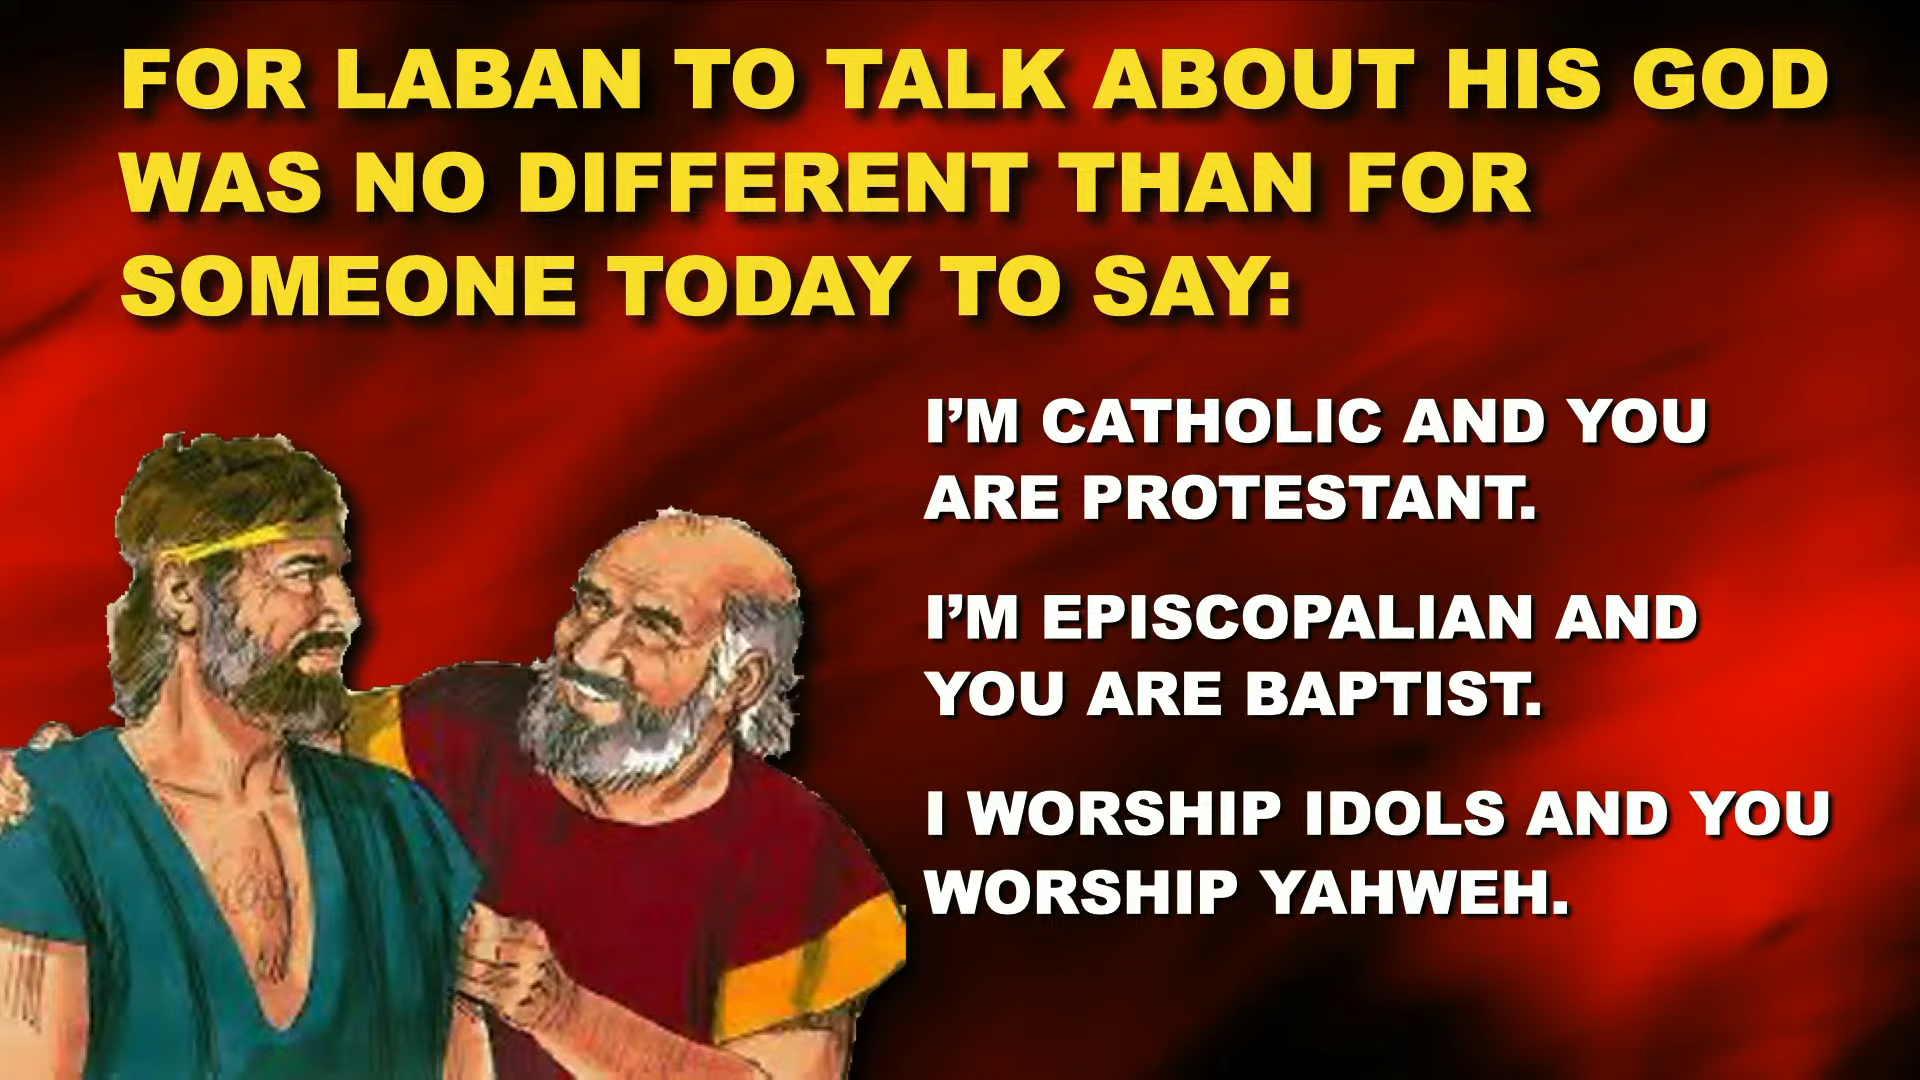 FOR LABAN TO TALK ABOUT HIS GOD
WAS NO DIFFERENT THAN FOR
SOMEONE TODAY TO SAY:
I’M CATHOLIC AND YOU
ARE PROTESTANT.
I’M EPISCOPALIAN AND
YOU ARE BAPTIST.
I WORSHIP IDOLS AND YOU
WORSHIP YAHWEH.